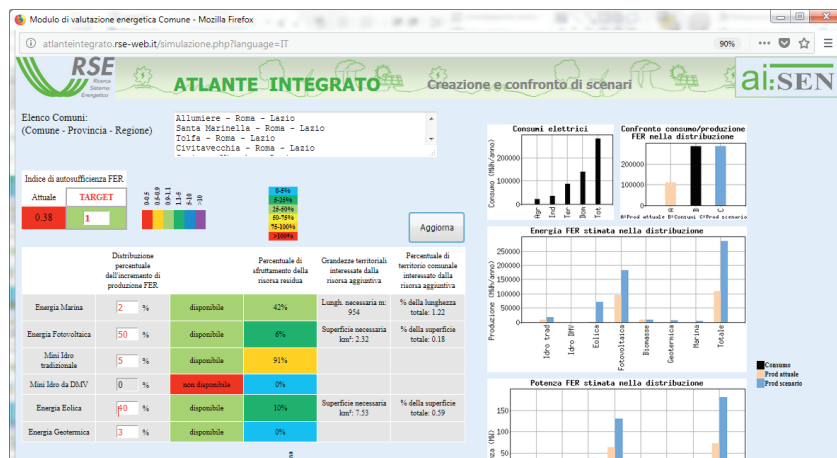 Modulo di valutazione energetica Comune - Mozilla Firefox
atlanteintegrato.rse-web.it/simulazione.php?language=IT
90%
RSE
Ricerca
Sistema
Energetico
ATLANTE INTEGRATO
Creazione e confronto di scenari
ai:SEN
Elenco Comuni:
(Comune - Provincia - Regione)
Allumiere - Roma - Lazio
Santa Marinella - Roma - Lazio
Tolfa - Roma - Lazio
Civitavecchia - Roma - Lazio
Indice di autosufficienza FER
Attuale TARGET
0.38 1
0-0.5
0.5-0.9
0.9-1.1
1.1-5
5-10
>10
0-5%
5-25%
25-50%
50-75%
75-100%
>100%
Aggiorna
Distribuzione
percentuale
dell'incremento di
produzione FER
Percentuale di
sfruttamento della
risorsa residua
Grandezze territoriali
interessate dalla
risorsa aggiuntiva
Percentuale di
territorio comunale
interessato dalla
risorsa aggiuntiva
Energia Marina 2 % disponibile 42% Lungh. necessaria m: 954 % della lunghezza totale: 1.22
Energia Fotovoltaica 50 % disponibile 6% Superficie necessaria km²: 2.32 % della superficie totale: 0.18
Mini Idro tradizionale 5 % disponibile 91%
Mini Idro da DMV 0 % non disponibile 0%
Energia Eolica 40 % disponibile 10% Superficie necessaria km²: 7.53 % della superficie totale: 0.59
Energia Geotermica 3 % disponibile 0%
Consumi elettrici
Consumo (MWh/anno)
200000
100000
0
Agr Ind Ter Dom Tot
Confronto consumo/produzione
FER nella distribuzione
200000
100000
0
A B C
A=Prod attuale B=Consumi C=Prod scenario
Energia FER stimata nella distribuzione
Produzione (MWh/anno)
250000
200000
150000
100000
50000
0
Idro trad
Idro DMV
Eolica
Fotovoltaica
Biomasse
Geotermica
Marina
Totale
Consumo
Prod attuale
Prod scenario
Potenza FER stimata nella distribuzione
150
100
50